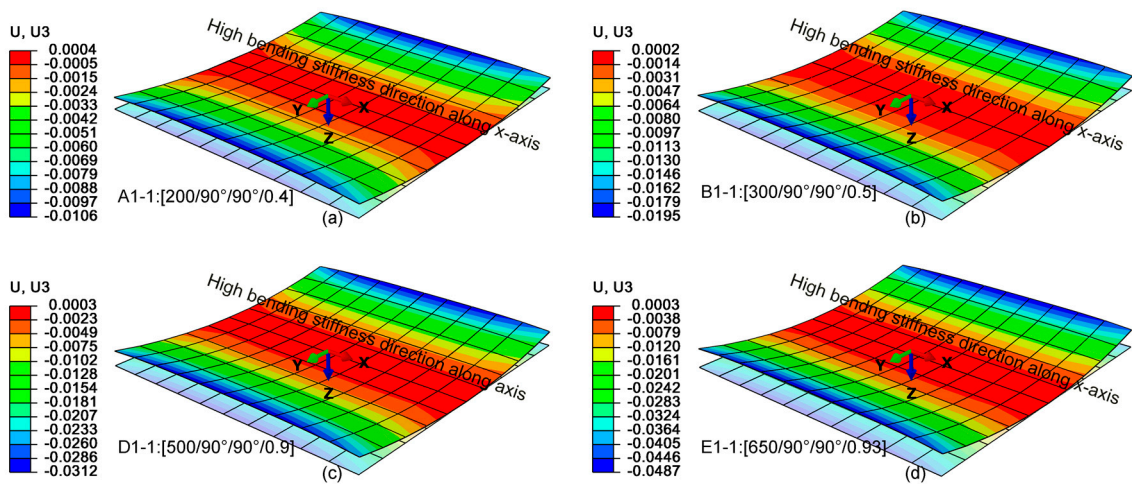 U, U3
0.0004
-0.0005
-0.0015
-0.0024
-0.0033
-0.0042
-0.0051
-0.0060
-0.0069
-0.0079
-0.0088
-0.0097
-0.0106
High bending stiffness direction along x-axis
Y
X
Z
A1-1:[200/90°/90°/0.4]
(a)
U, U3
0.0002
-0.0014
-0.0031
-0.0047
-0.0064
-0.0080
-0.0097
-0.0113
-0.0130
-0.0146
-0.0162
-0.0179
-0.0195
High bending stiffness direction along x-axis
Y
X
Z
B1-1:[300/90°/90°/0.5]
(b)
U, U3
0.0003
-0.0023
-0.0049
-0.0075
-0.0102
-0.0128
-0.0154
-0.0181
-0.0207
-0.0233
-0.0260
-0.0286
-0.0312
High bendng stiffness direction along axis
Y
X
Z
D1-1:[500/90°/90°/0.9]
(c)
U, U3
0.0003
-0.0038
-0.0079
-0.0120
-0.0161
-0.0201
-0.0242
-0.0283
-0.0324
-0.0364
-0.0405
-0.0446
-0.0487
High bending stiffness direction along x-axis
Y
X
Z
E1-1:[650/90°/90°/0.93]
(d)